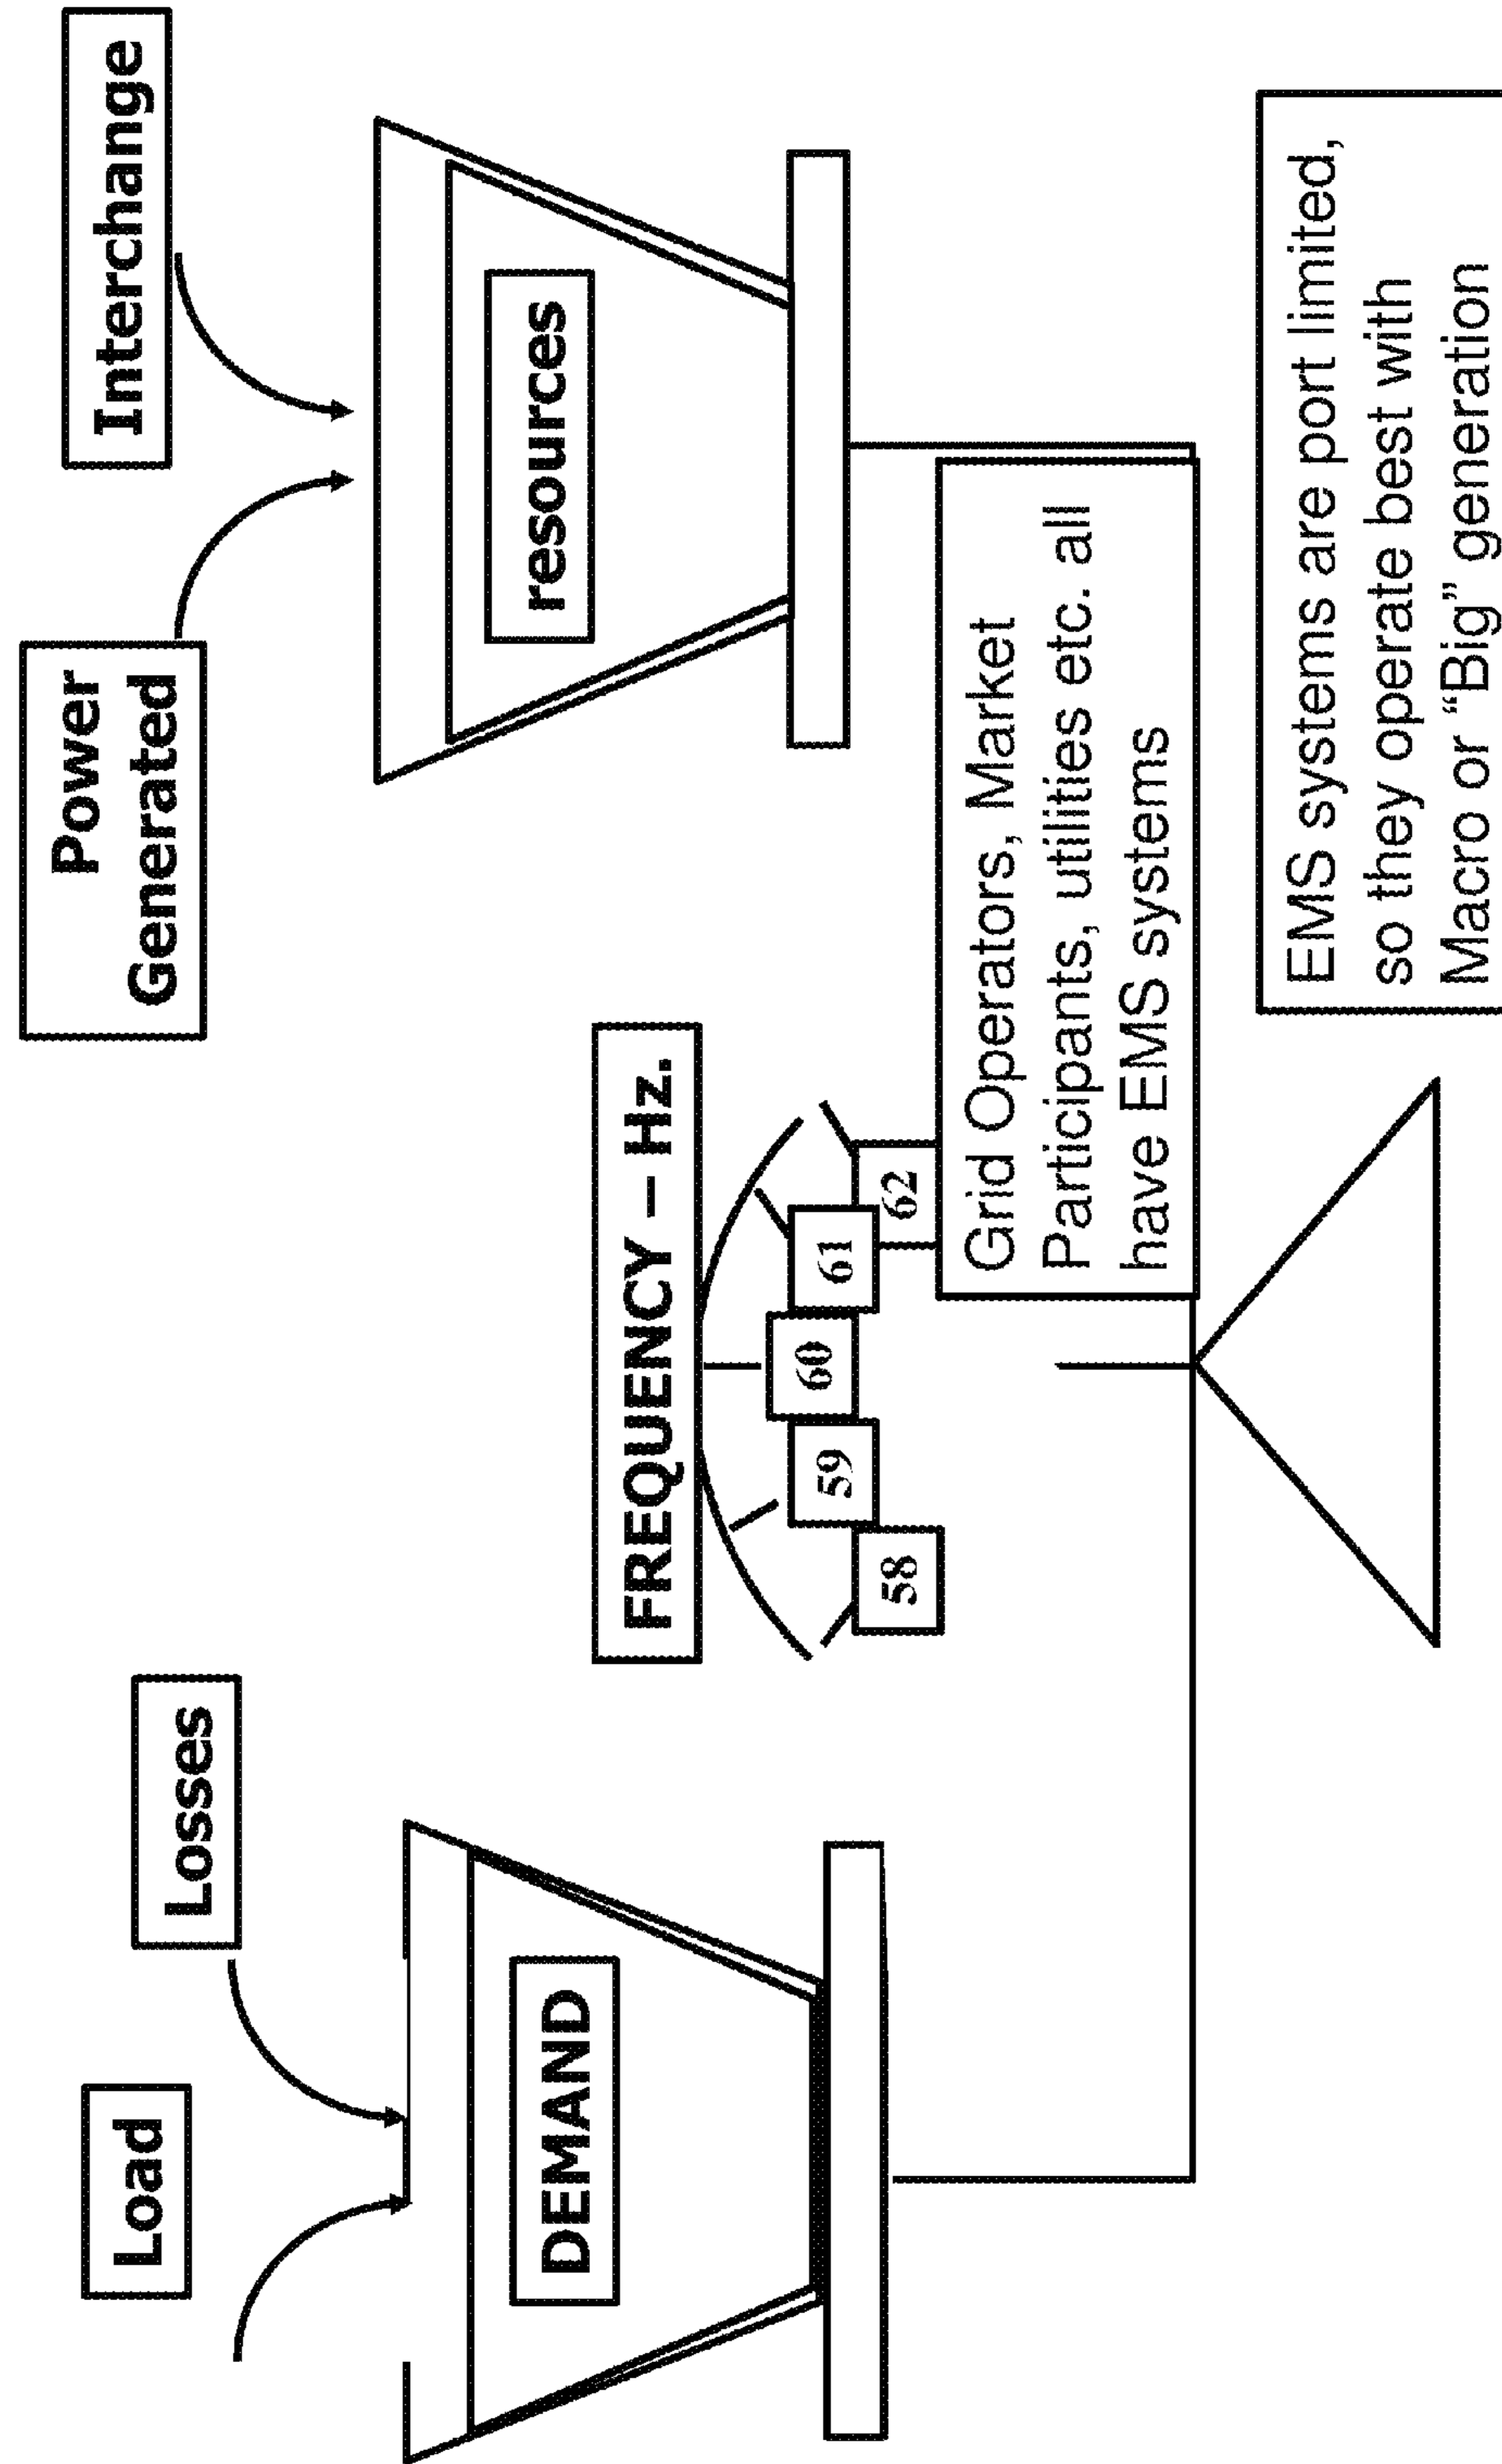 Load
Losses
Power
Generated
Interchange
DEMAND
FREQUENCY – Hz.
58
59
60
61
62
resources
Grid Operators, Market
Participants, utilities etc. all
have EMS systems
EMS systems are port limited,
so they operate best with
Macro or “Big” generation